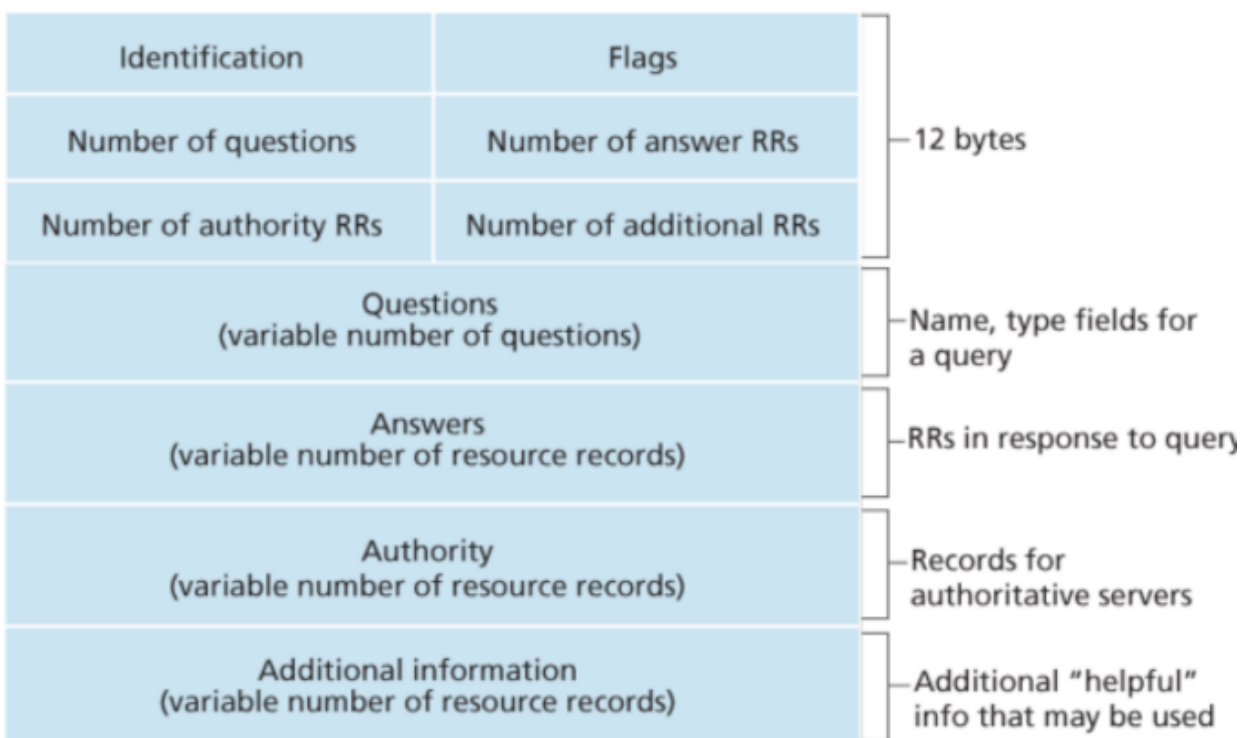 Identification
Flags
Number of questions
Number of answer RRs
12 bytes
Number of authority RRs
Number of additional RRs
Questions
(variable number of questions)
Name, type fields for
a query
Answers
(variable number of resource records)
RRs in response to query
Authority
(variable number of resource records)
Records for
authoritative servers
Additional information
(variable number of resource records)
Additional “helpful”
info that may be used